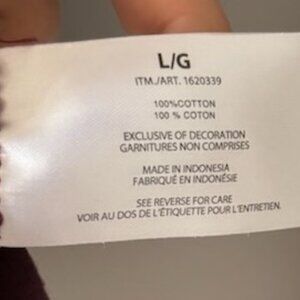 L/G
ITM./ART. 1620339
100%COTTON
100 % COTON
EXCLUSIVE OF DECORATION
GARNITURES NON COMPRISES
MADE IN INDONESIA
FABRIQUÉ EN INDONÉSIE
SEE REVERSE FOR CARE
VOIR AU DOS DE L'ÉTIQUETTE POUR L'ENTRETIEN.